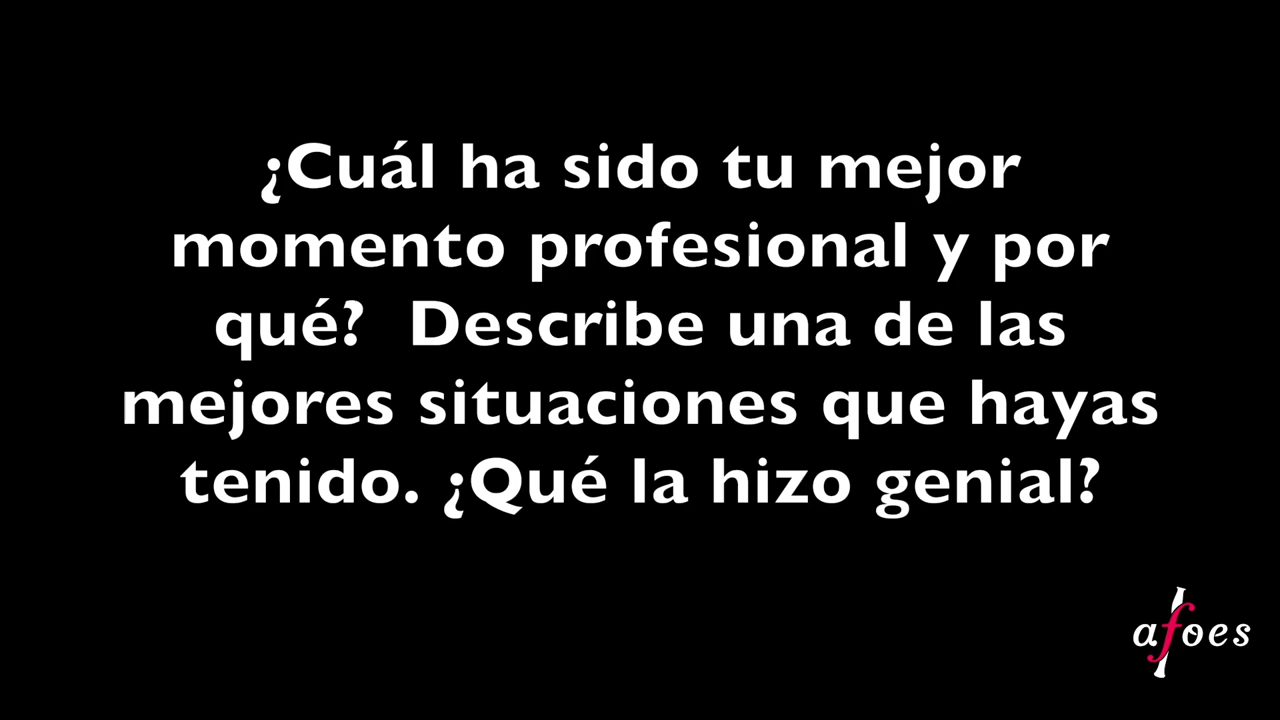 ¿Cuál ha sido tu mejor
momento profesional y por
qué?  Describe una de las
mejores situaciones que hayas
tenido. ¿Qué la hizo genial?
afoes